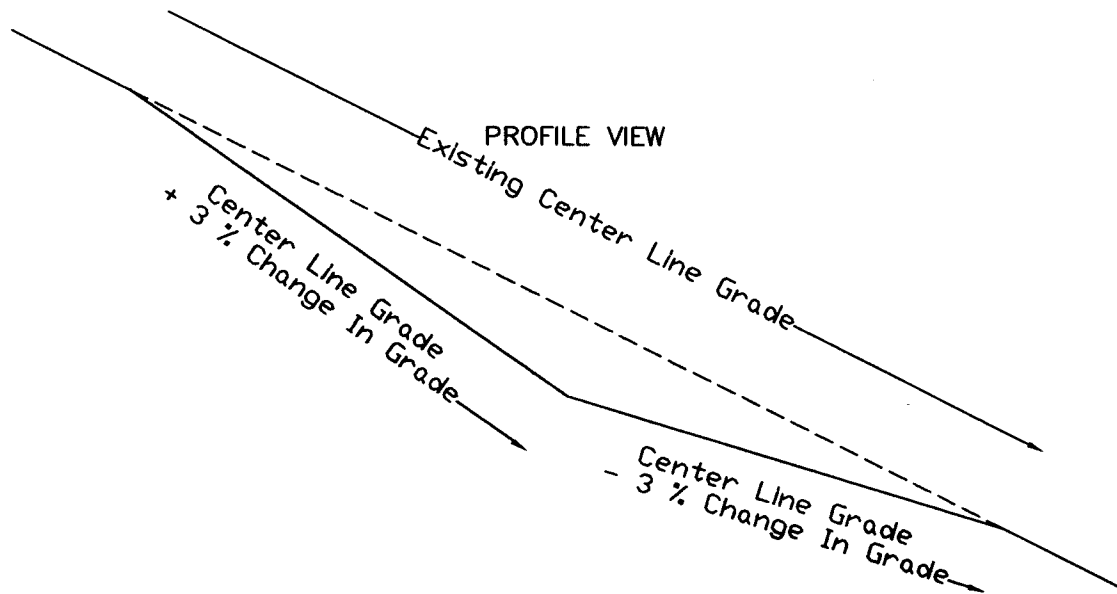 PROFILE VIEW
Existing Center Line Grade
Center Line Grade
+ 3 % Change In Grade
Center Line Grade
- 3 % Change In Grade